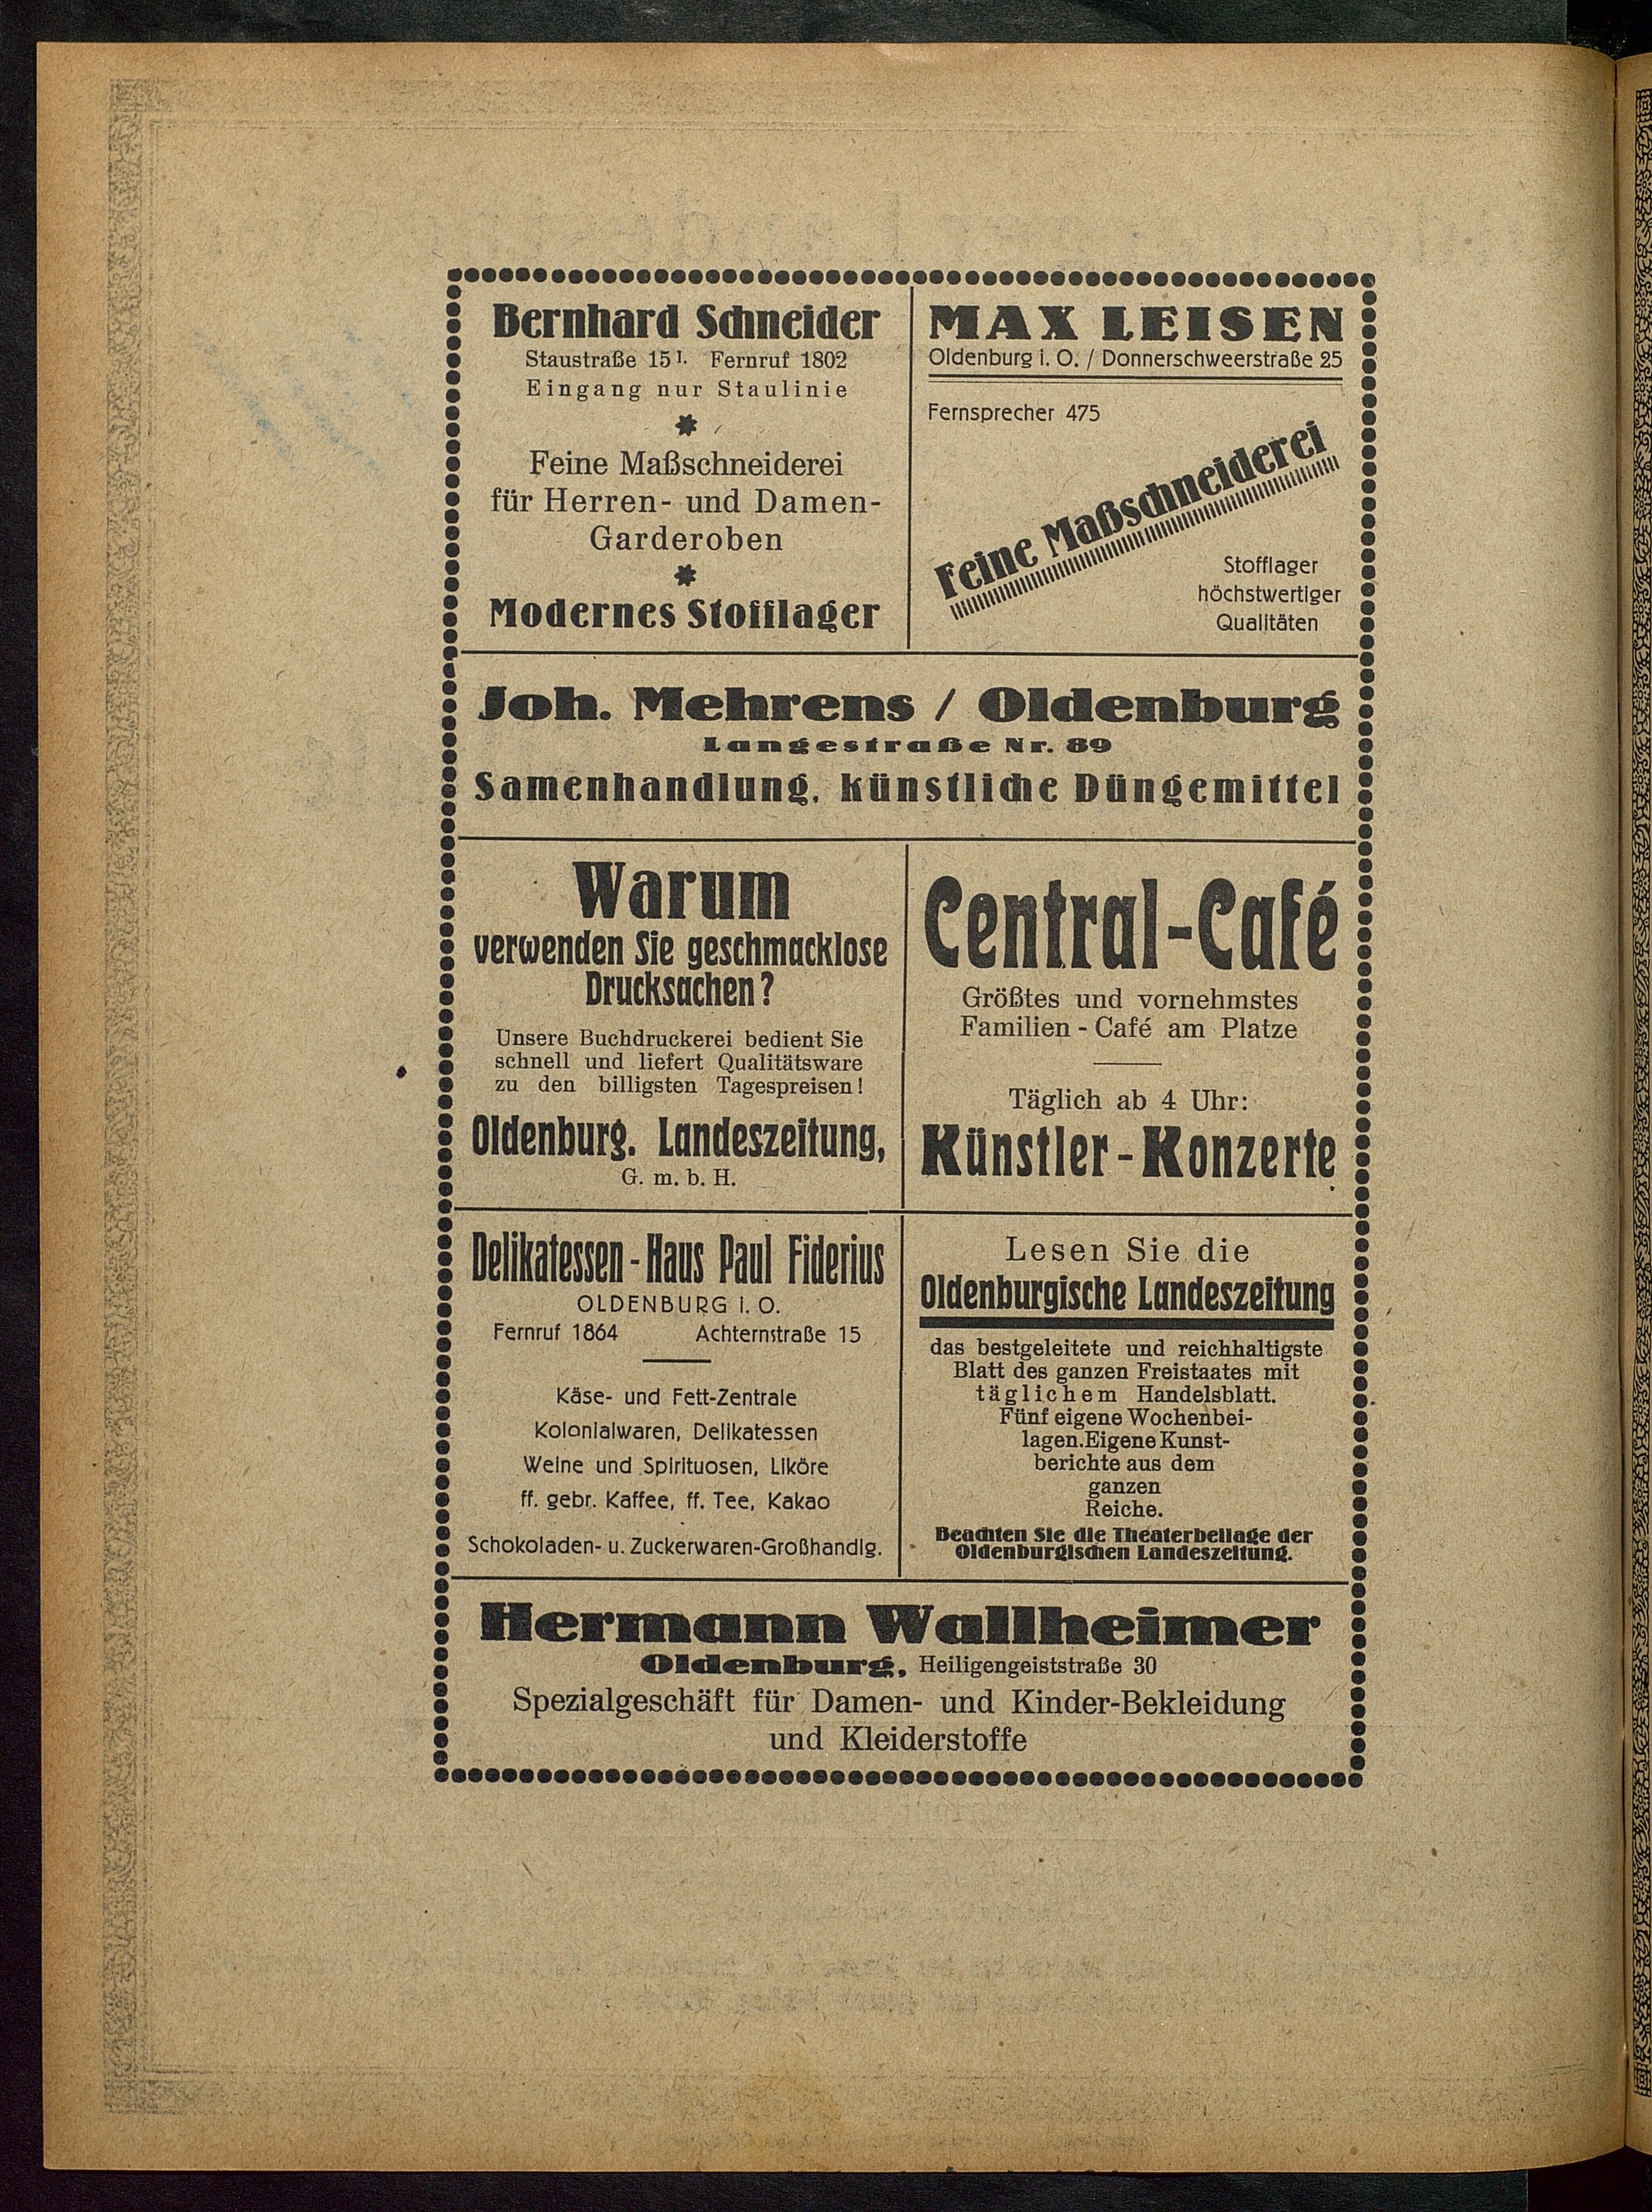 Bernhard Schneider
Staustraße 15 I. Fernruf 1802
Eingang nur Staulinie
Feine Maßschneiderei
für Herren- und Damen-
Garderoben
Modernes Stofflager
MAX LEISEN
Oldenburg i. O. / Donnerschweerstraße 25
Fernsprecher 475
Feine Maßschneiderei
Stofflager
höchstwertiger
Qualitäten
Joh. Mehrens / Oldenburg
Langestraße Nr. 89
Samenhandlung, künstliche Düngemittel
Warum
verwenden Sie geschmacklose
Drucksachen?
Unsere Buchdruckerei bedient Sie
schnell und liefert Qualitätsware
zu den billigsten Tagespreisen!
Oldenburg. Landeszeitung,
G. m. b. H.
Central-Café
Größtes und vornehmstes
Familien-Café am Platze
Täglich ab 4 Uhr:
Künstler-Konzerte
Delikatessen-Haus Paul Fiderius
OLDENBURG i. O.
Fernruf 1864 Achternstraße 15
Käse- und Fett-Zentrale
Kolonialwaren, Delikatessen
Weine und Spirituosen, Liköre
ff. gebr. Kaffee, ff. Tee, Kakao
Schokoladen- u. Zuckerwaren-Großhandlg.
Lesen Sie die
Oldenburgische Landeszeitung
das bestgeleitete und reichhaltigste
Blatt des ganzen Freistaates mit
täglichem Handelsblatt.
Fünf eigene Wochenbei-
lagen. Eigene Kunst-
berichte aus dem
ganzen
Reiche.
Beachten Sie die Theaterbeilage der
Oldenburgischen Landeszeitung.
Hermann Wallheimer
Oldenburg, Heiligengeiststraße 30
Spezialgeschäft für Damen- und Kinder-Bekleidung
und Kleiderstoffe